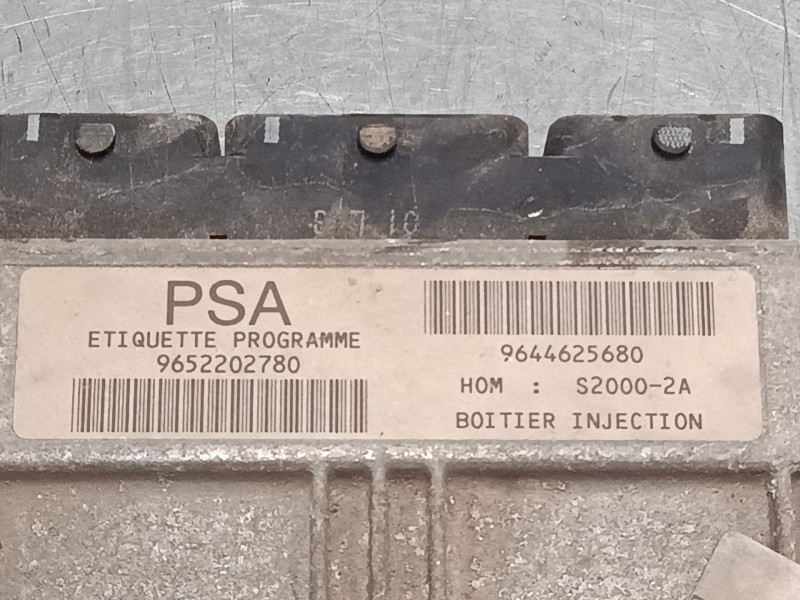 PSA
ETIQUETTE PROGRAMME
9652202780
9644625680
HOM : S2000-2A
BOITIER INJECTION